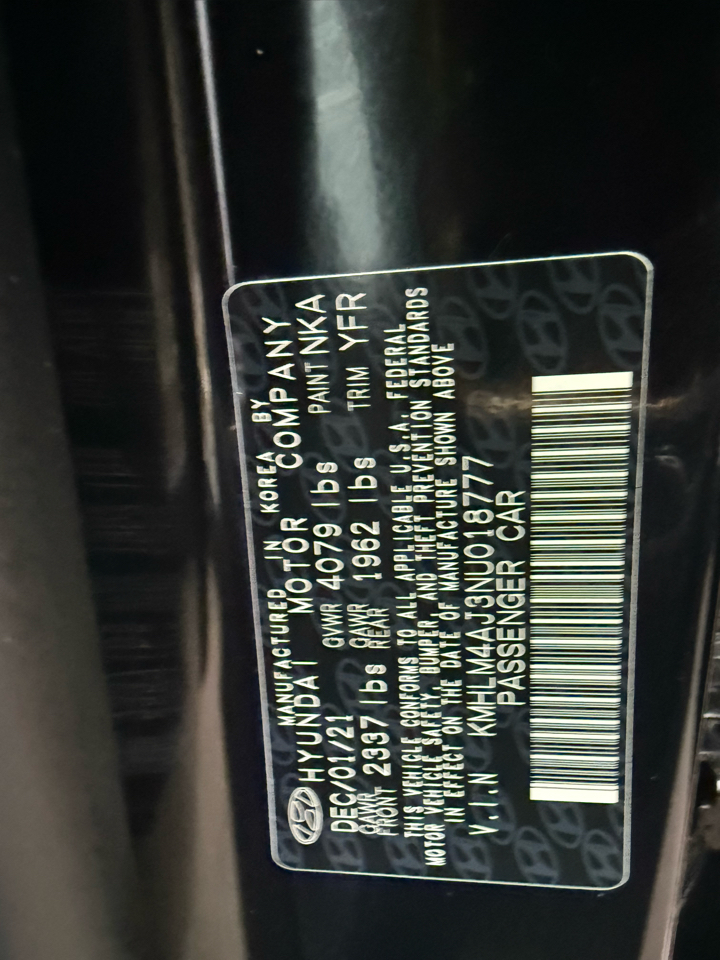 MANUFACTURED IN KOREA BY
HYUNDAI MOTOR COMPANY
DEC/01/21 GVWR 4079 lbs PAINT NKA
GAWR FRONT 2337 lbs GAWR REAR 1962 lbs TRIM YFR
THIS VEHICLE CONFORMS TO ALL APPLICABLE U.S.A. FEDERAL
MOTOR VEHICLE SAFETY, BUMPER, AND THEFT PREVENTION STANDARDS
IN EFFECT ON THE DATE OF MANUFACTURE SHOWN ABOVE
V.I.N KMHLM4AJ3NU018777
PASSENGER CAR